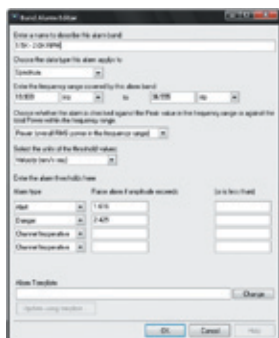 Band Alarm Editor
Enter a name to describe this alarm band:
Choose the data type this alarm applies to:
Spectrum
Enter the frequency range covered by this alarm band:
to
Choose whether the alarm is checked against the Peak value in the frequency range or against the
total Power within the frequency range:
Power (overall RMS power in the frequency range)
Select the units of the threshold values:
Velocity
Enter the alarm thresholds here:
Alarm type
Raise alarm if amplitude exceeds
(or is less than)
Alert
Danger
Channel Inoperative
Channel Inoperative
Alarm Template
Change
Update using template
OK
Cancel
Help